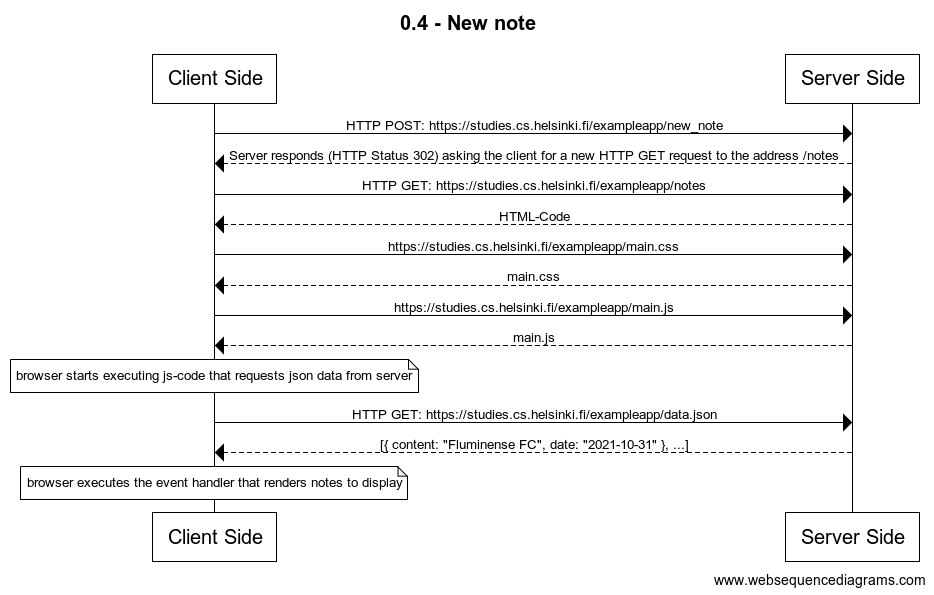 0.4 - New note
Client Side
Server Side
HTTP POST: https://studies.cs.helsinki.fi/exampleapp/new_note
Server responds (HTTP Status 302) asking the client for a new HTTP GET request to the address /notes
HTTP GET: https://studies.cs.helsinki.fi/exampleapp/notes
HTML-Code
https://studies.cs.helsinki.fi/exampleapp/main.css
main.css
https://studies.cs.helsinki.fi/exampleapp/main.js
main.js
browser starts executing js-code that requests json data from server
HTTP GET: https://studies.cs.helsinki.fi/exampleapp/data.json
[{ content: "Fluminense FC", date: "2021-10-31" }, ...]
browser executes the event handler that renders notes to display
Client Side
Server Side
www.websequencediagrams.com